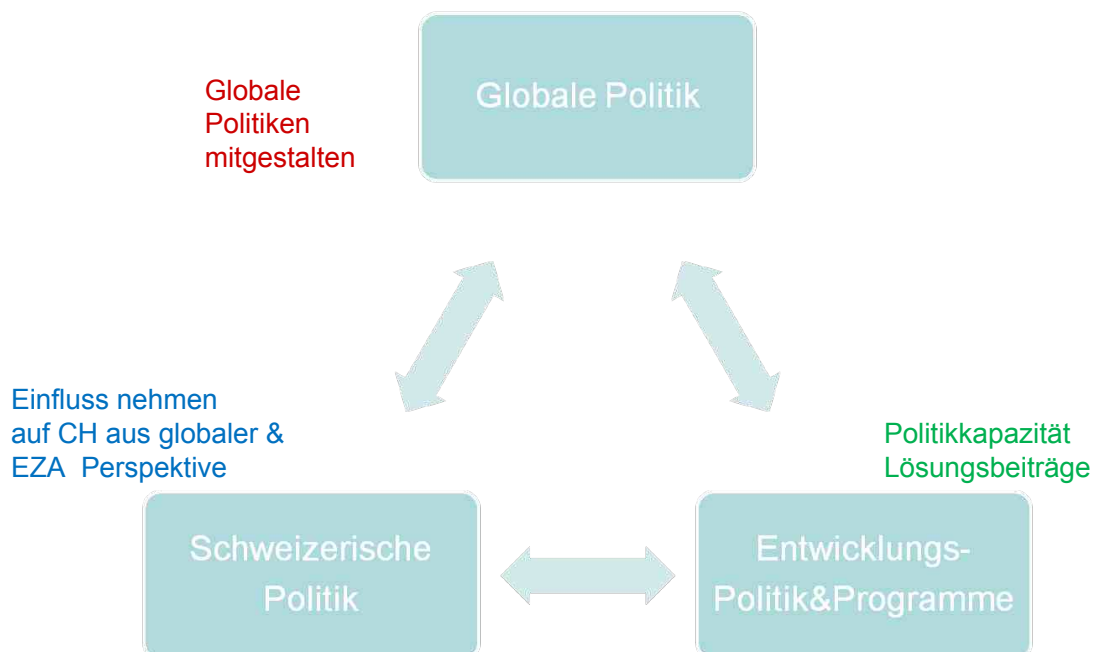 Globale
Politiken
mitgestalten
Globale Politik
Einfluss nehmen
auf CH aus globaler &
EZA Perspektive
Politikkapazität
Lösungsbeiträge
Schweizerische
Politik
Entwicklungs-
Politik&Programme